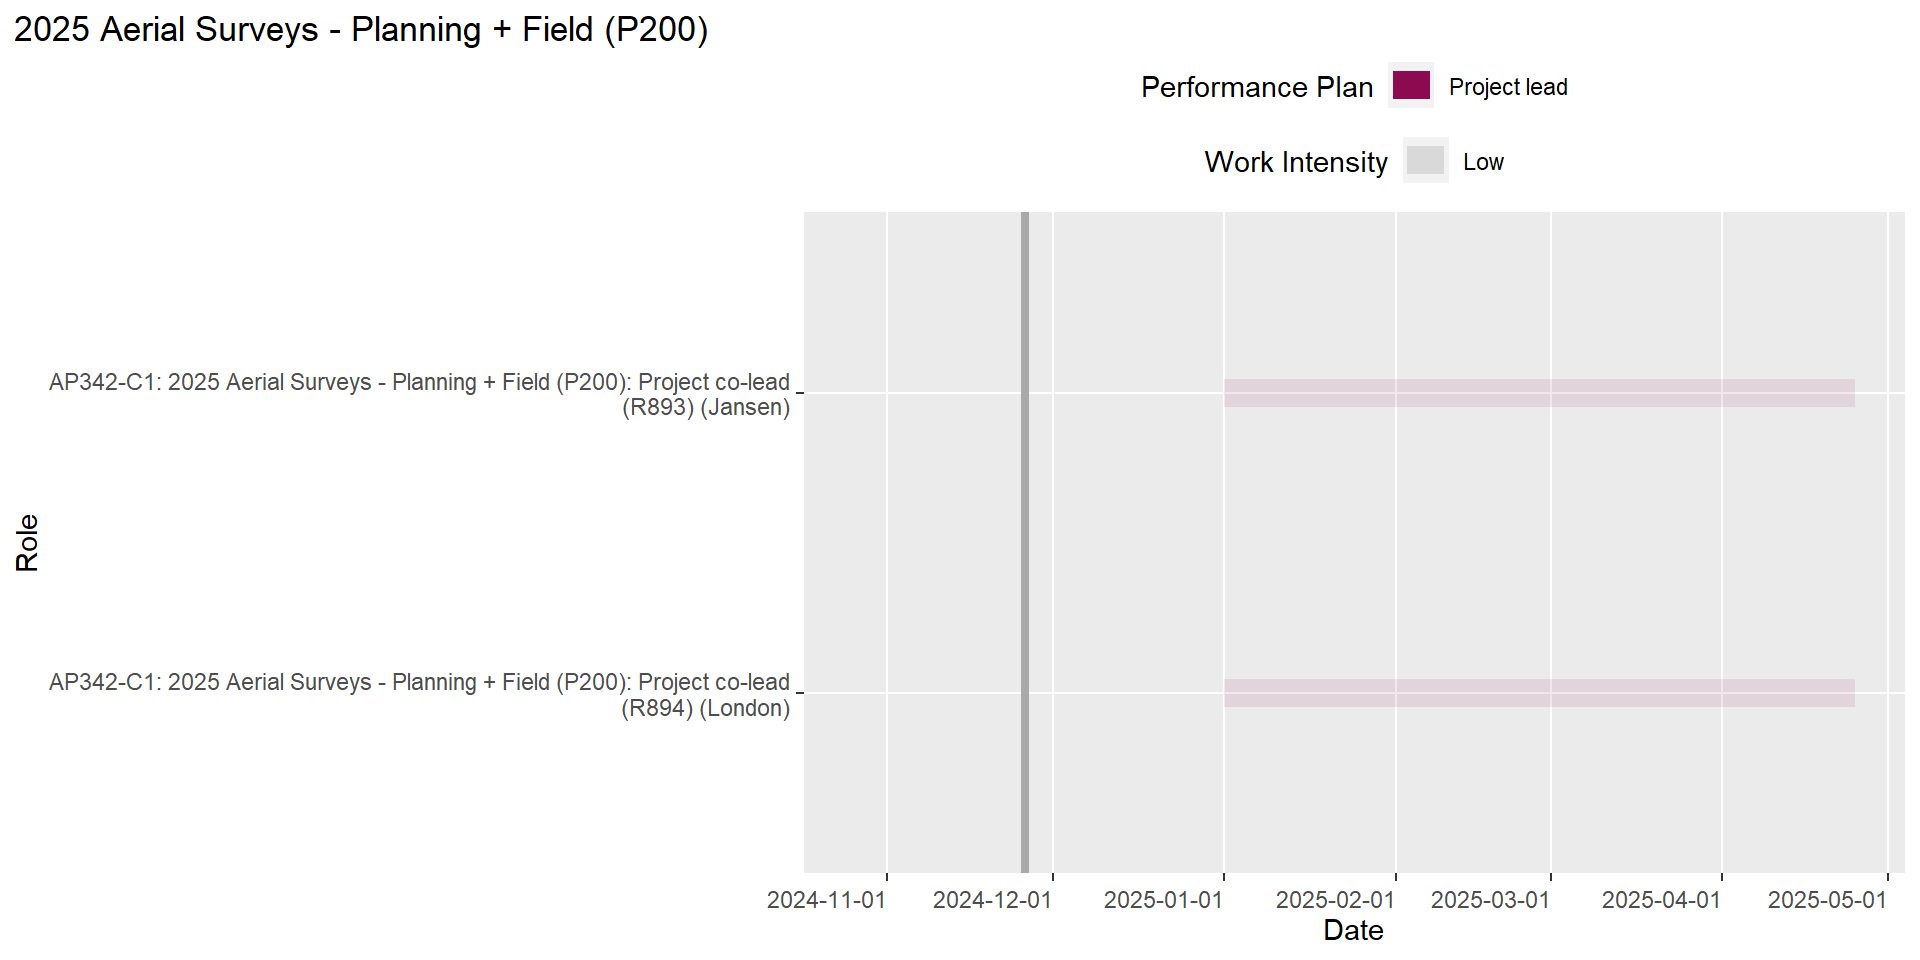 2025 Aerial Surveys - Planning + Field (P200)
Performance Plan Project lead
Work Intensity Low
AP342-C1: 2025 Aerial Surveys - Planning + Field (P200): Project co-lead
(R893) (Jansen)
Role
AP342-C1: 2025 Aerial Surveys - Planning + Field (P200): Project co-lead
(R894) (London)
2024-11-01 2024-12-01 2025-01-01 2025-02-01 2025-03-01 2025-04-01 2025-05-01
Date